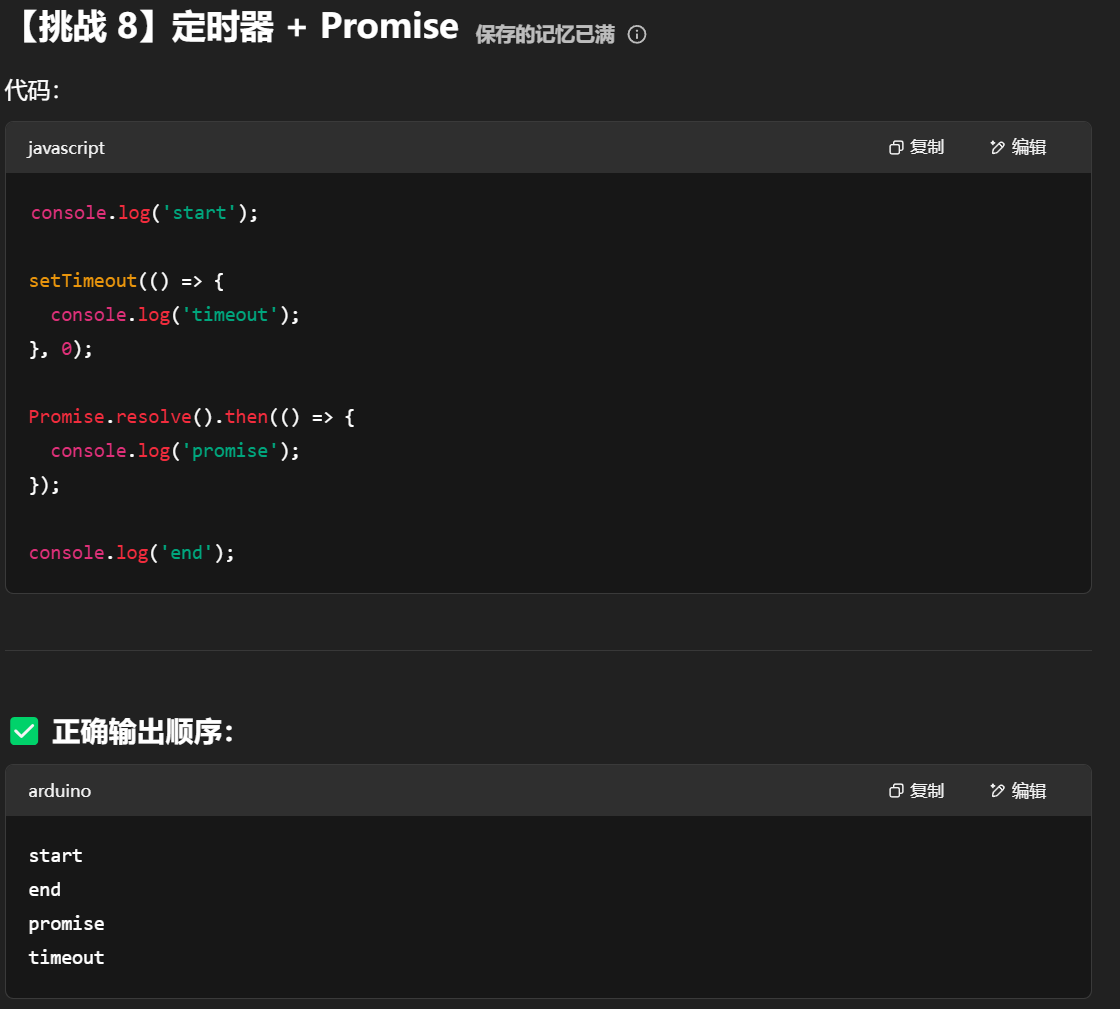 【挑战 8】定时器 + Promise 保存的记忆已满
代码：
javascript 复制 编辑
console.log('start');
setTimeout(() => {
  console.log('timeout');
}, 0);
Promise.resolve().then(() => {
  console.log('promise');
});
console.log('end');
✅ 正确输出顺序：
arduino 复制 编辑
start
end
promise
timeout